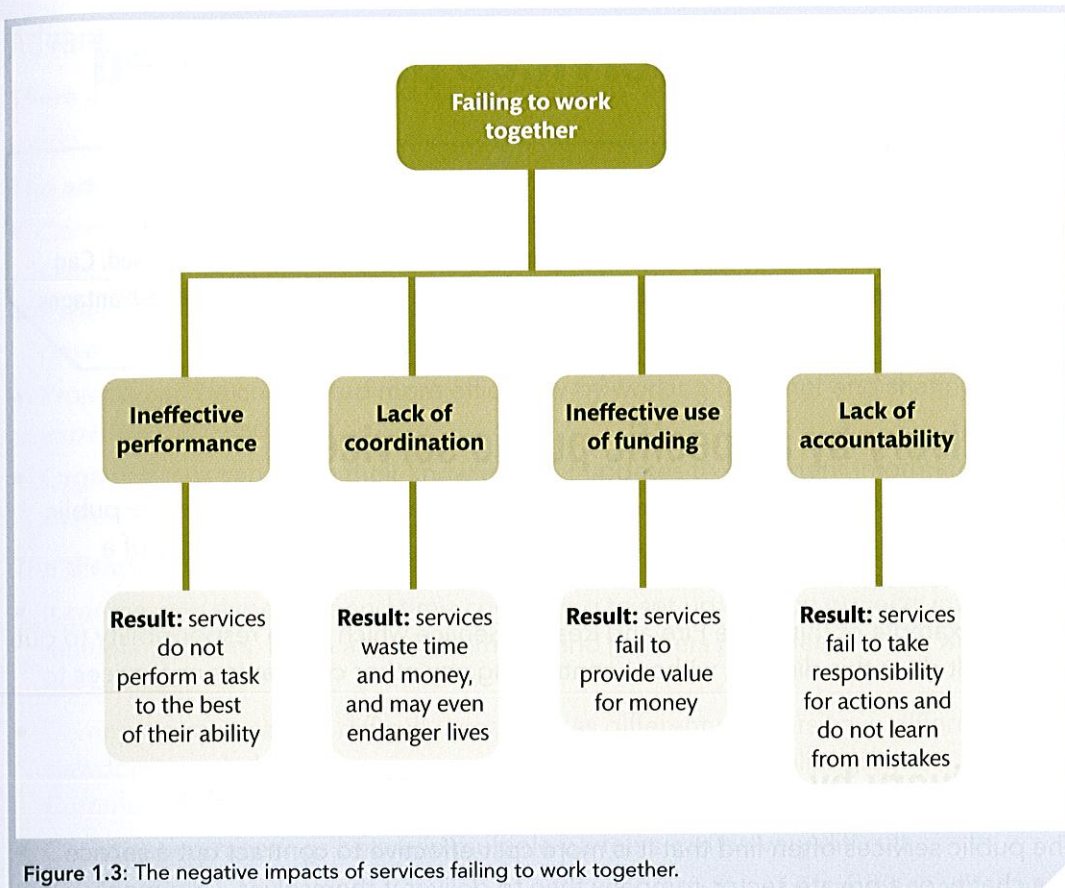 Failing to work
together
Ineffective
performance
Lack of
coordination
Ineffective use
of funding
Lack of
accountability
Result: services
do not
perform a task
to the best
of their ability
Result: services
waste time
and money,
and may even
endanger lives
Result: services
fail to
provide value
for money
Result: services
fail to take
responsibility
for actions and
do not learn
from mistakes
Figure 1.3: The negative impacts of services failing to work together.